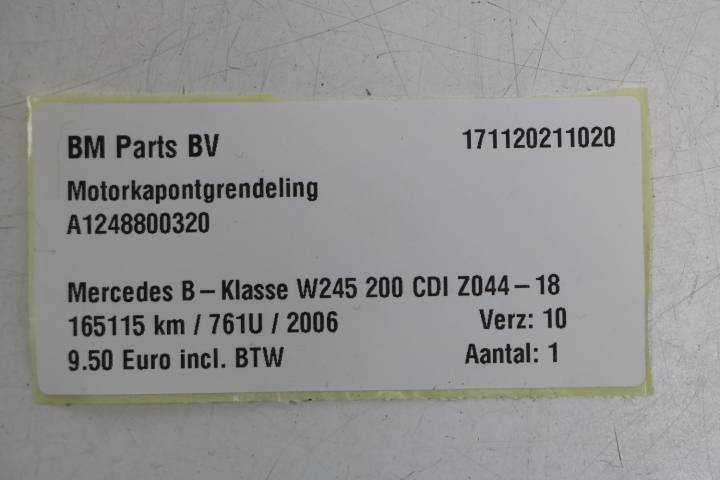 BM Parts BV 171120211020
Motorkapontgrendeling
A1248800320
Mercedes B-Klasse W245 200 CDI Z044-18
165115 km / 761U / 2006 Verz: 10
9.50 Euro incl. BTW Aantal: 1